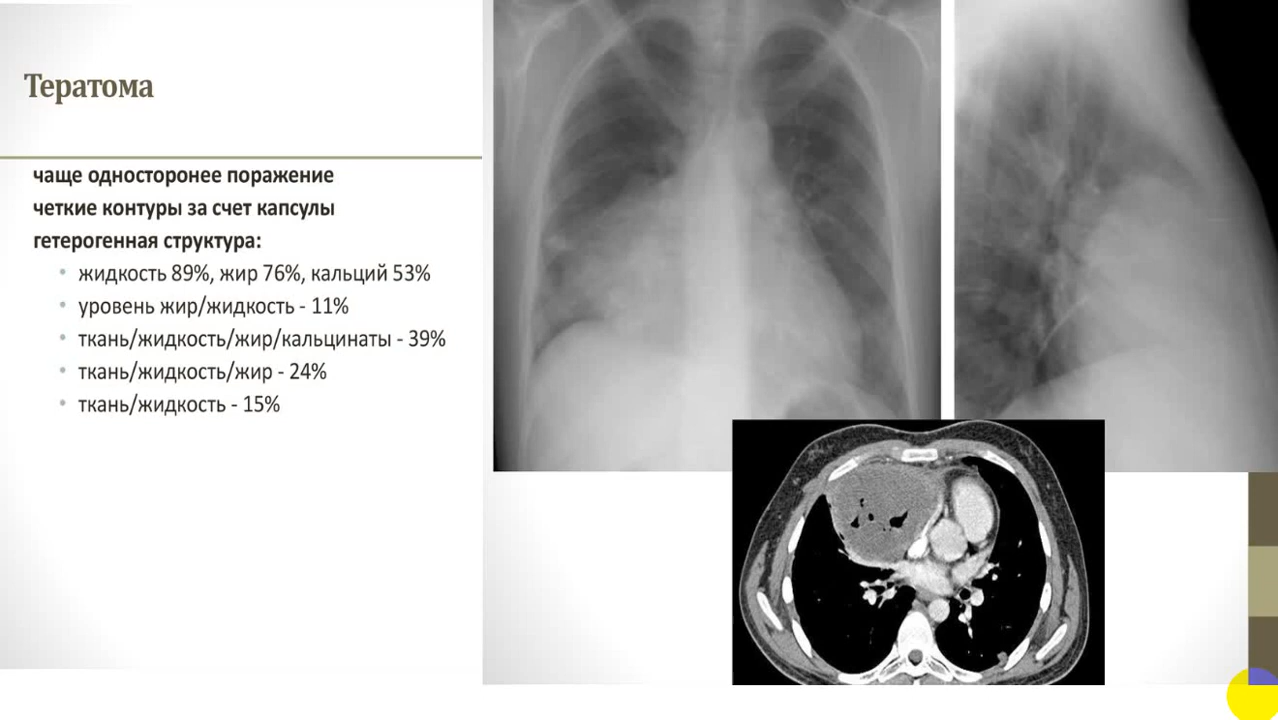 Тератома
чаще односторонее поражение
четкие контуры за счет капсулы
гетерогенная структура:
• жидкость 89%, жир 76%, кальций 53%
• уровень жир/жидкость - 11%
• ткань/жидкость/жир/кальцинаты - 39%
• ткань/жидкость/жир - 24%
• ткань/жидкость - 15%